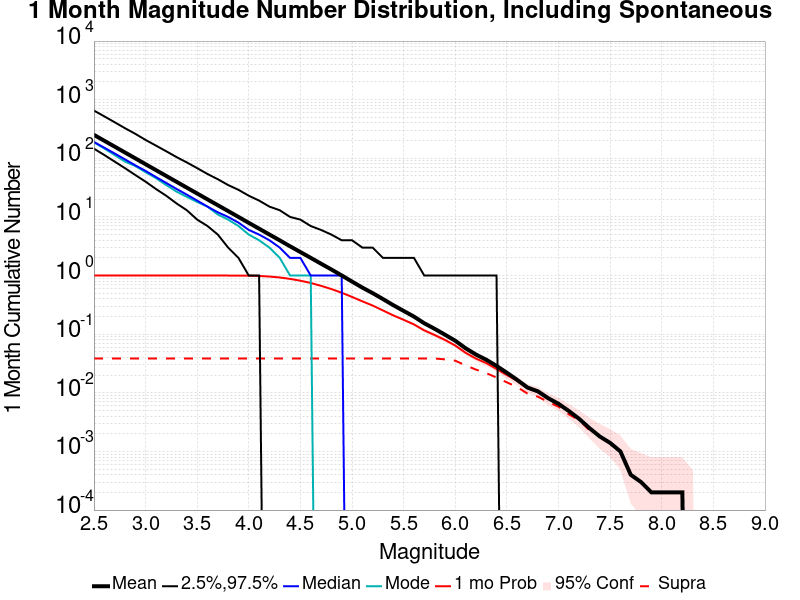 1 Month Magnitude Number Distribution, Including Spontaneous
10^4
10^3
10^2
10^1
10^0
10^-1
10^-2
10^-3
10^-4
1 Month Cumulative Number
2.5 3.0 3.5 4.0 4.5 5.0 5.5 6.0 6.5 7.0 7.5 8.0 8.5 9.0
Magnitude
Mean 2.5%,97.5% Median Mode 1 mo Prob 95% Conf Supra